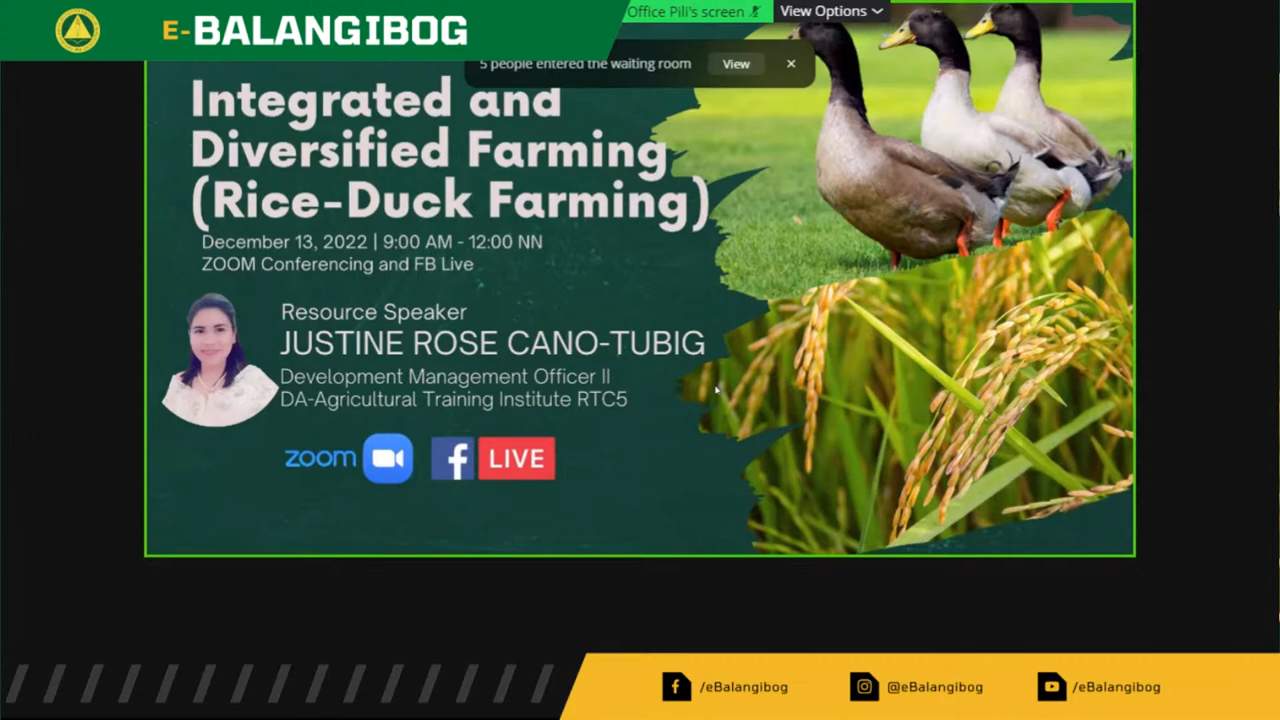 E-BALANGIBOG
Office Pili's screen
View Options
5 people entered the waiting room
View
Integrated and
Diversified Farming
(Rice-Duck Farming)
December 13, 2022 | 9:00 AM - 12:00 NN
ZOOM Conferencing and FB Live
Resource Speaker
JUSTINE ROSE CANO-TUBIG
Development Management Officer II
DA-Agricultural Training Institute RTC5
zoom
f LIVE
/eBalangibog
@eBalangibog
/eBalangibog